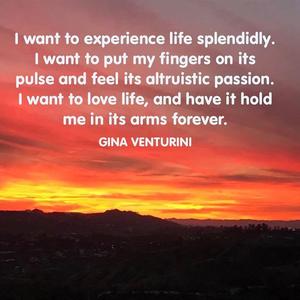 I want to experience life splendidly.
I want to put my fingers on its
pulse and feel its altruistic passion.
I want to love life, and have it hold
me in its arms forever.
GINA VENTURINI